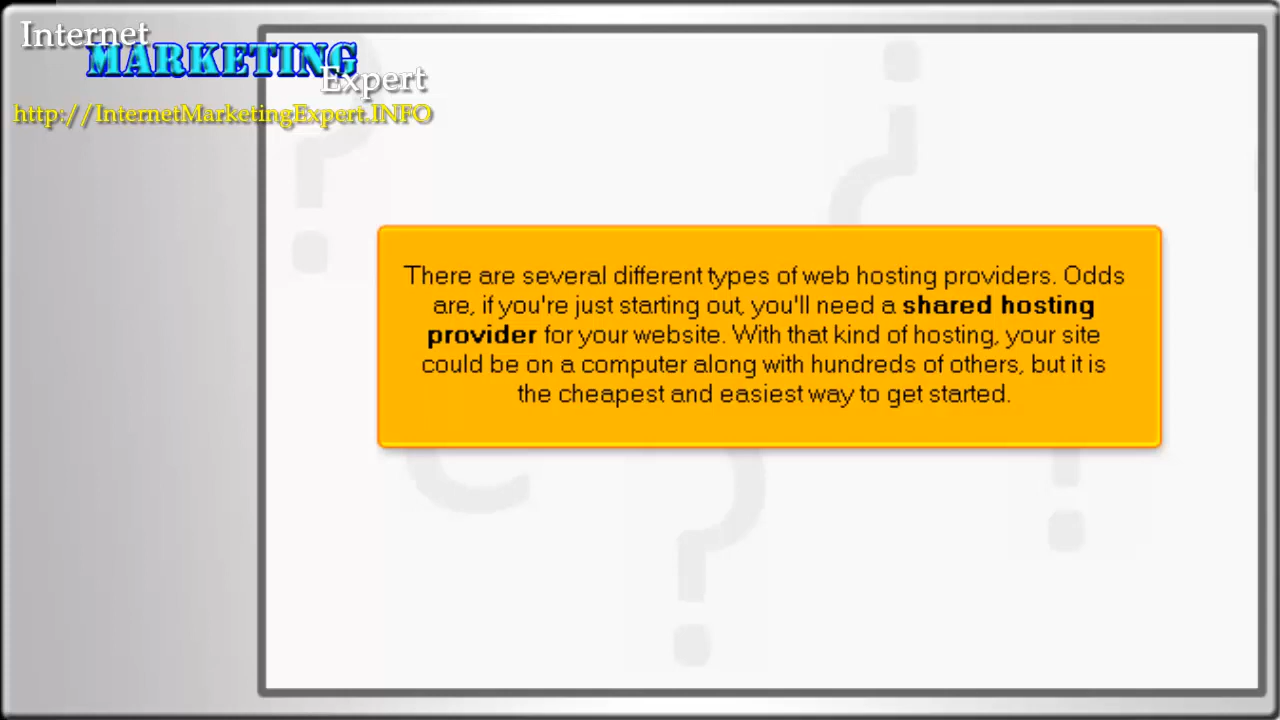 Internet
MARKETING
Expert
http://InternetMarketingExpert.INFO
There are several different types of web hosting providers. Odds
are, if you're just starting out, you'll need a shared hosting
provider for your website. With that kind of hosting, your site
could be on a computer along with hundreds of others, but it is
the cheapest and easiest way to get started.